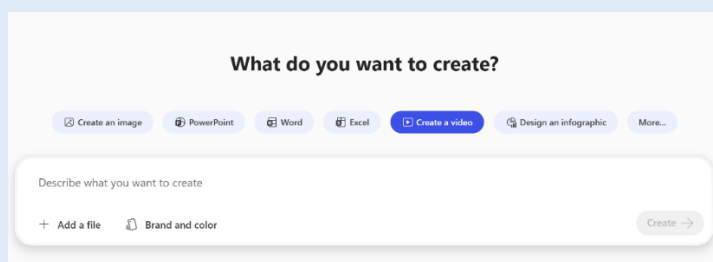 What do you want to create?
Create an image PowerPoint Word Excel Create a video Design an infographic More...
Describe what you want to create
+ Add a file Brand and color Create →